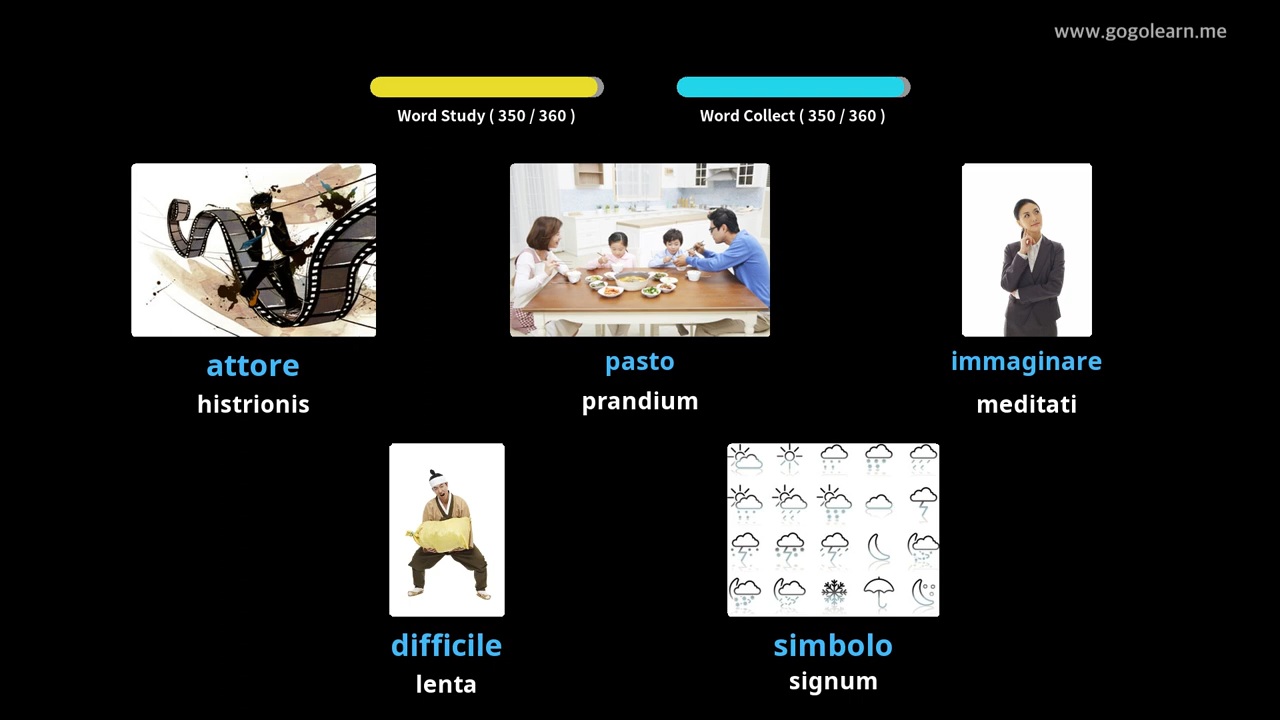 www.gogolearn.me
Word Study ( 350 / 360 )
Word Collect ( 350 / 360 )
attore
histrionis
pasto
prandium
immaginare
meditati
difficile
lenta
simbolo
signum